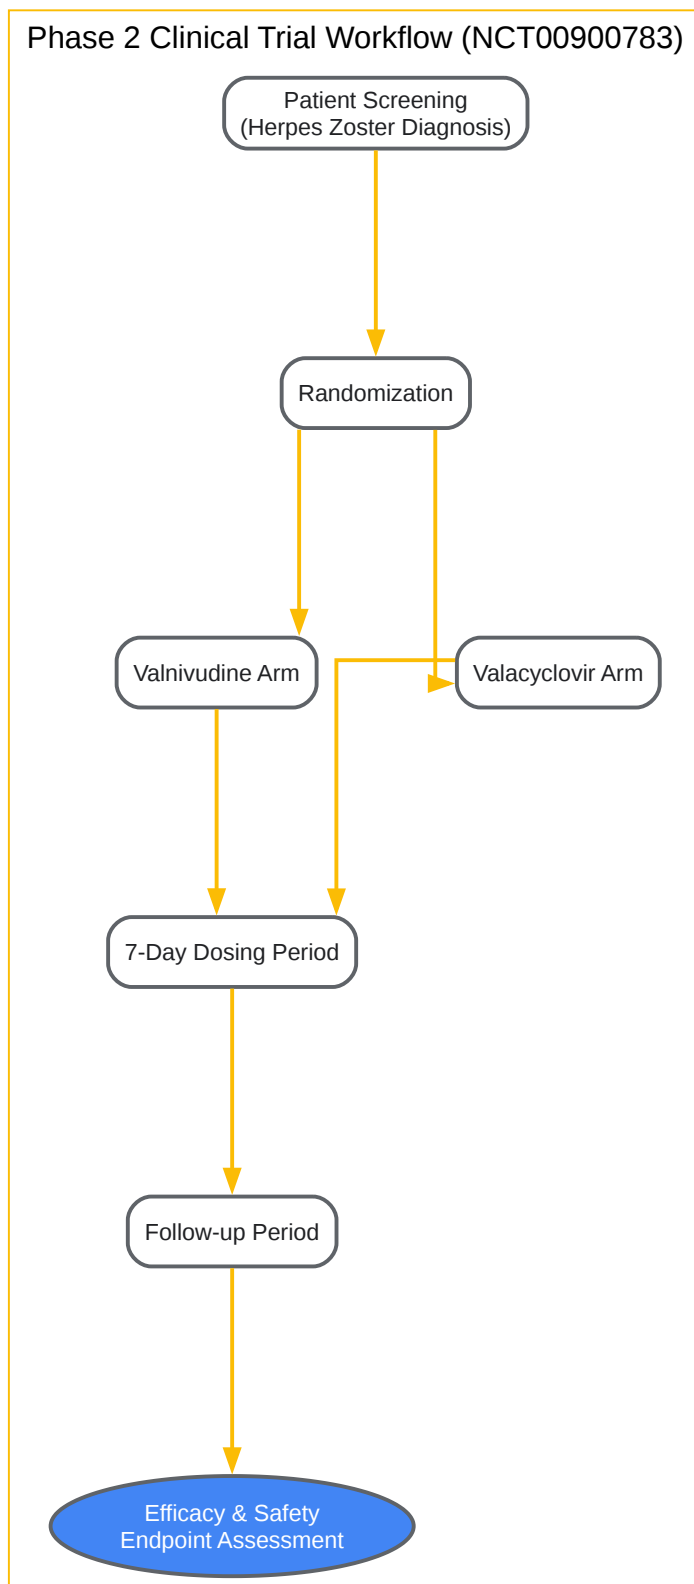 Phase 2 Clinical Trial Workflow (NCT00900783)
Patient Screening
(Herpes Zoster Diagnosis)
Randomization
Valnivudine Arm
Valacyclovir Arm
7-Day Dosing Period
Follow-up Period
Efficacy & Safety
Endpoint Assessment